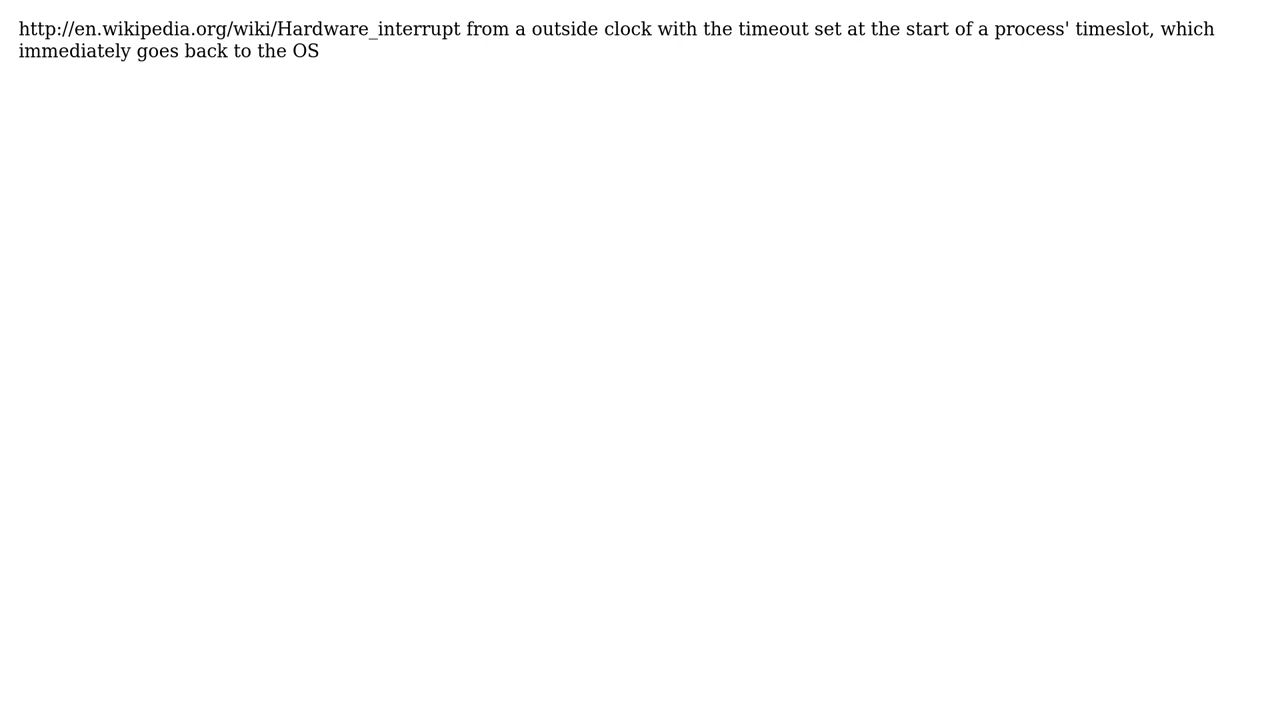 http://en.wikipedia.org/wiki/Hardware_interrupt from a outside clock with the timeout set at the start of a process' timeslot, which
immediately goes back to the OS